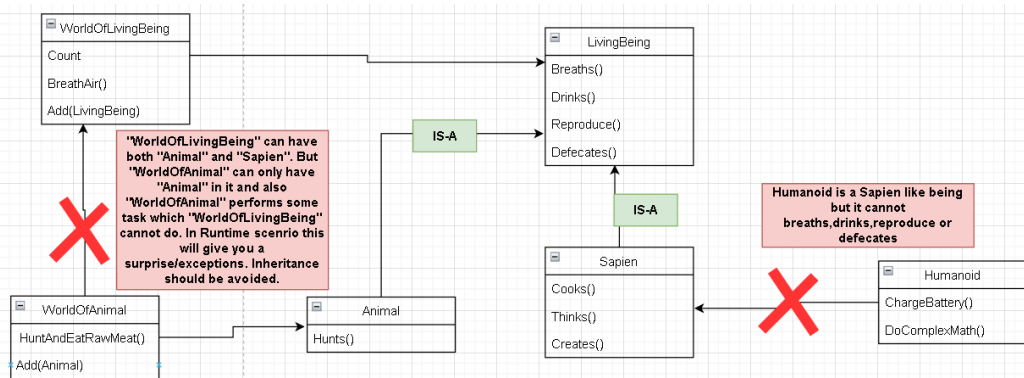 WorldOfLivingBeing
Count
BreathAir()
Add(LivingBeing)
LivingBeing
Breaths()
Drinks()
Reproduce()
Defecates()
IS-A
"WorldOfLivingBeing" can have
both "Animal" and "Sapien". But
"WorldOfAnimal" can only have
"Animal" in it and also
"WorldOfAnimal" performs some
task which "WorldOfLivingBeing"
cannot do. In Runtime scenrio this
will give you a
surprise/exceptions. Inheritance
should be avoided.
IS-A
Humanoid is a Sapien like being
but it cannot
breaths,drinks,reproduce or
defecates
WorldOfAnimal
HuntAndEatRawMeat()
Add(Animal)
Animal
Hunts()
Sapien
Cooks()
Thinks()
Creates()
Humanoid
ChargeBattery()
DoComplexMath()